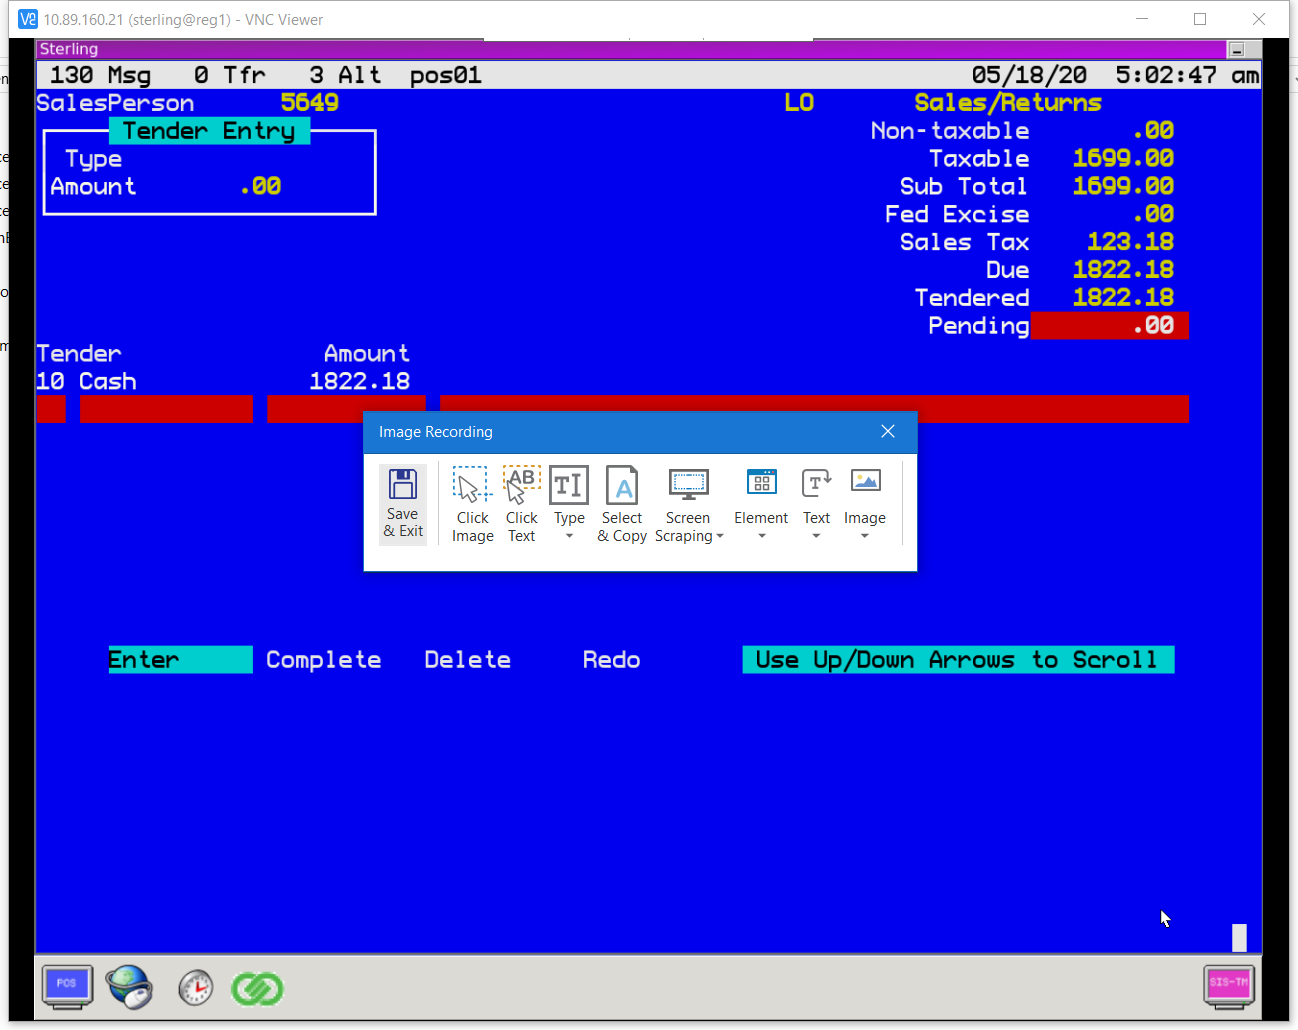 10.89.160.21 (sterling@reg1) - VNC Viewer
Sterling
130 Msg 0 Tfr 3 Alt pos01 05/18/20 5:02:47 am
SalesPerson 5649 LO Sales/Returns
Tender Entry
Type
Amount .00
Non-taxable .00
Taxable 1699.00
Sub Total 1699.00
Fed Excise .00
Sales Tax 123.18
Due 1822.18
Tendered 1822.18
Pending .00
Tender Amount
10 Cash 1822.18
Image Recording
Save & Exit
Click Image
Click Text
Type
Select & Copy
Screen Scraping
Element
Text
Image
Enter Complete Delete Redo Use Up/Down Arrows to Scroll
POS
SIS-TM